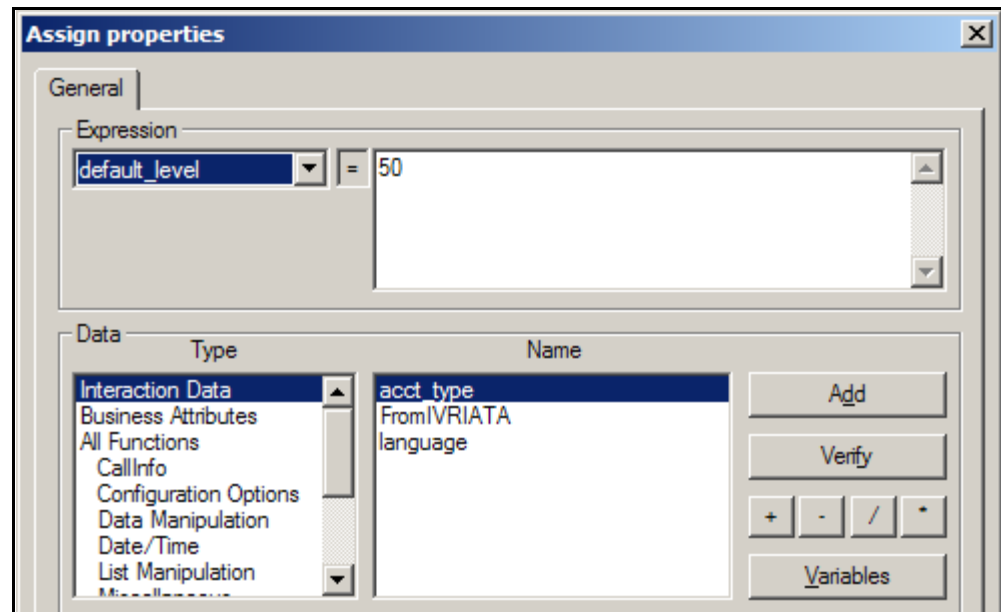 Assign properties
General
Expression
default_level = 50
Data
Type Name
Interaction Data acct_type Add
Business Attributes FromIVRIATA
All Functions language Verify
CallInfo
Configuration Options
Data Manipulation + - / *
Date/Time
List Manipulation Variables